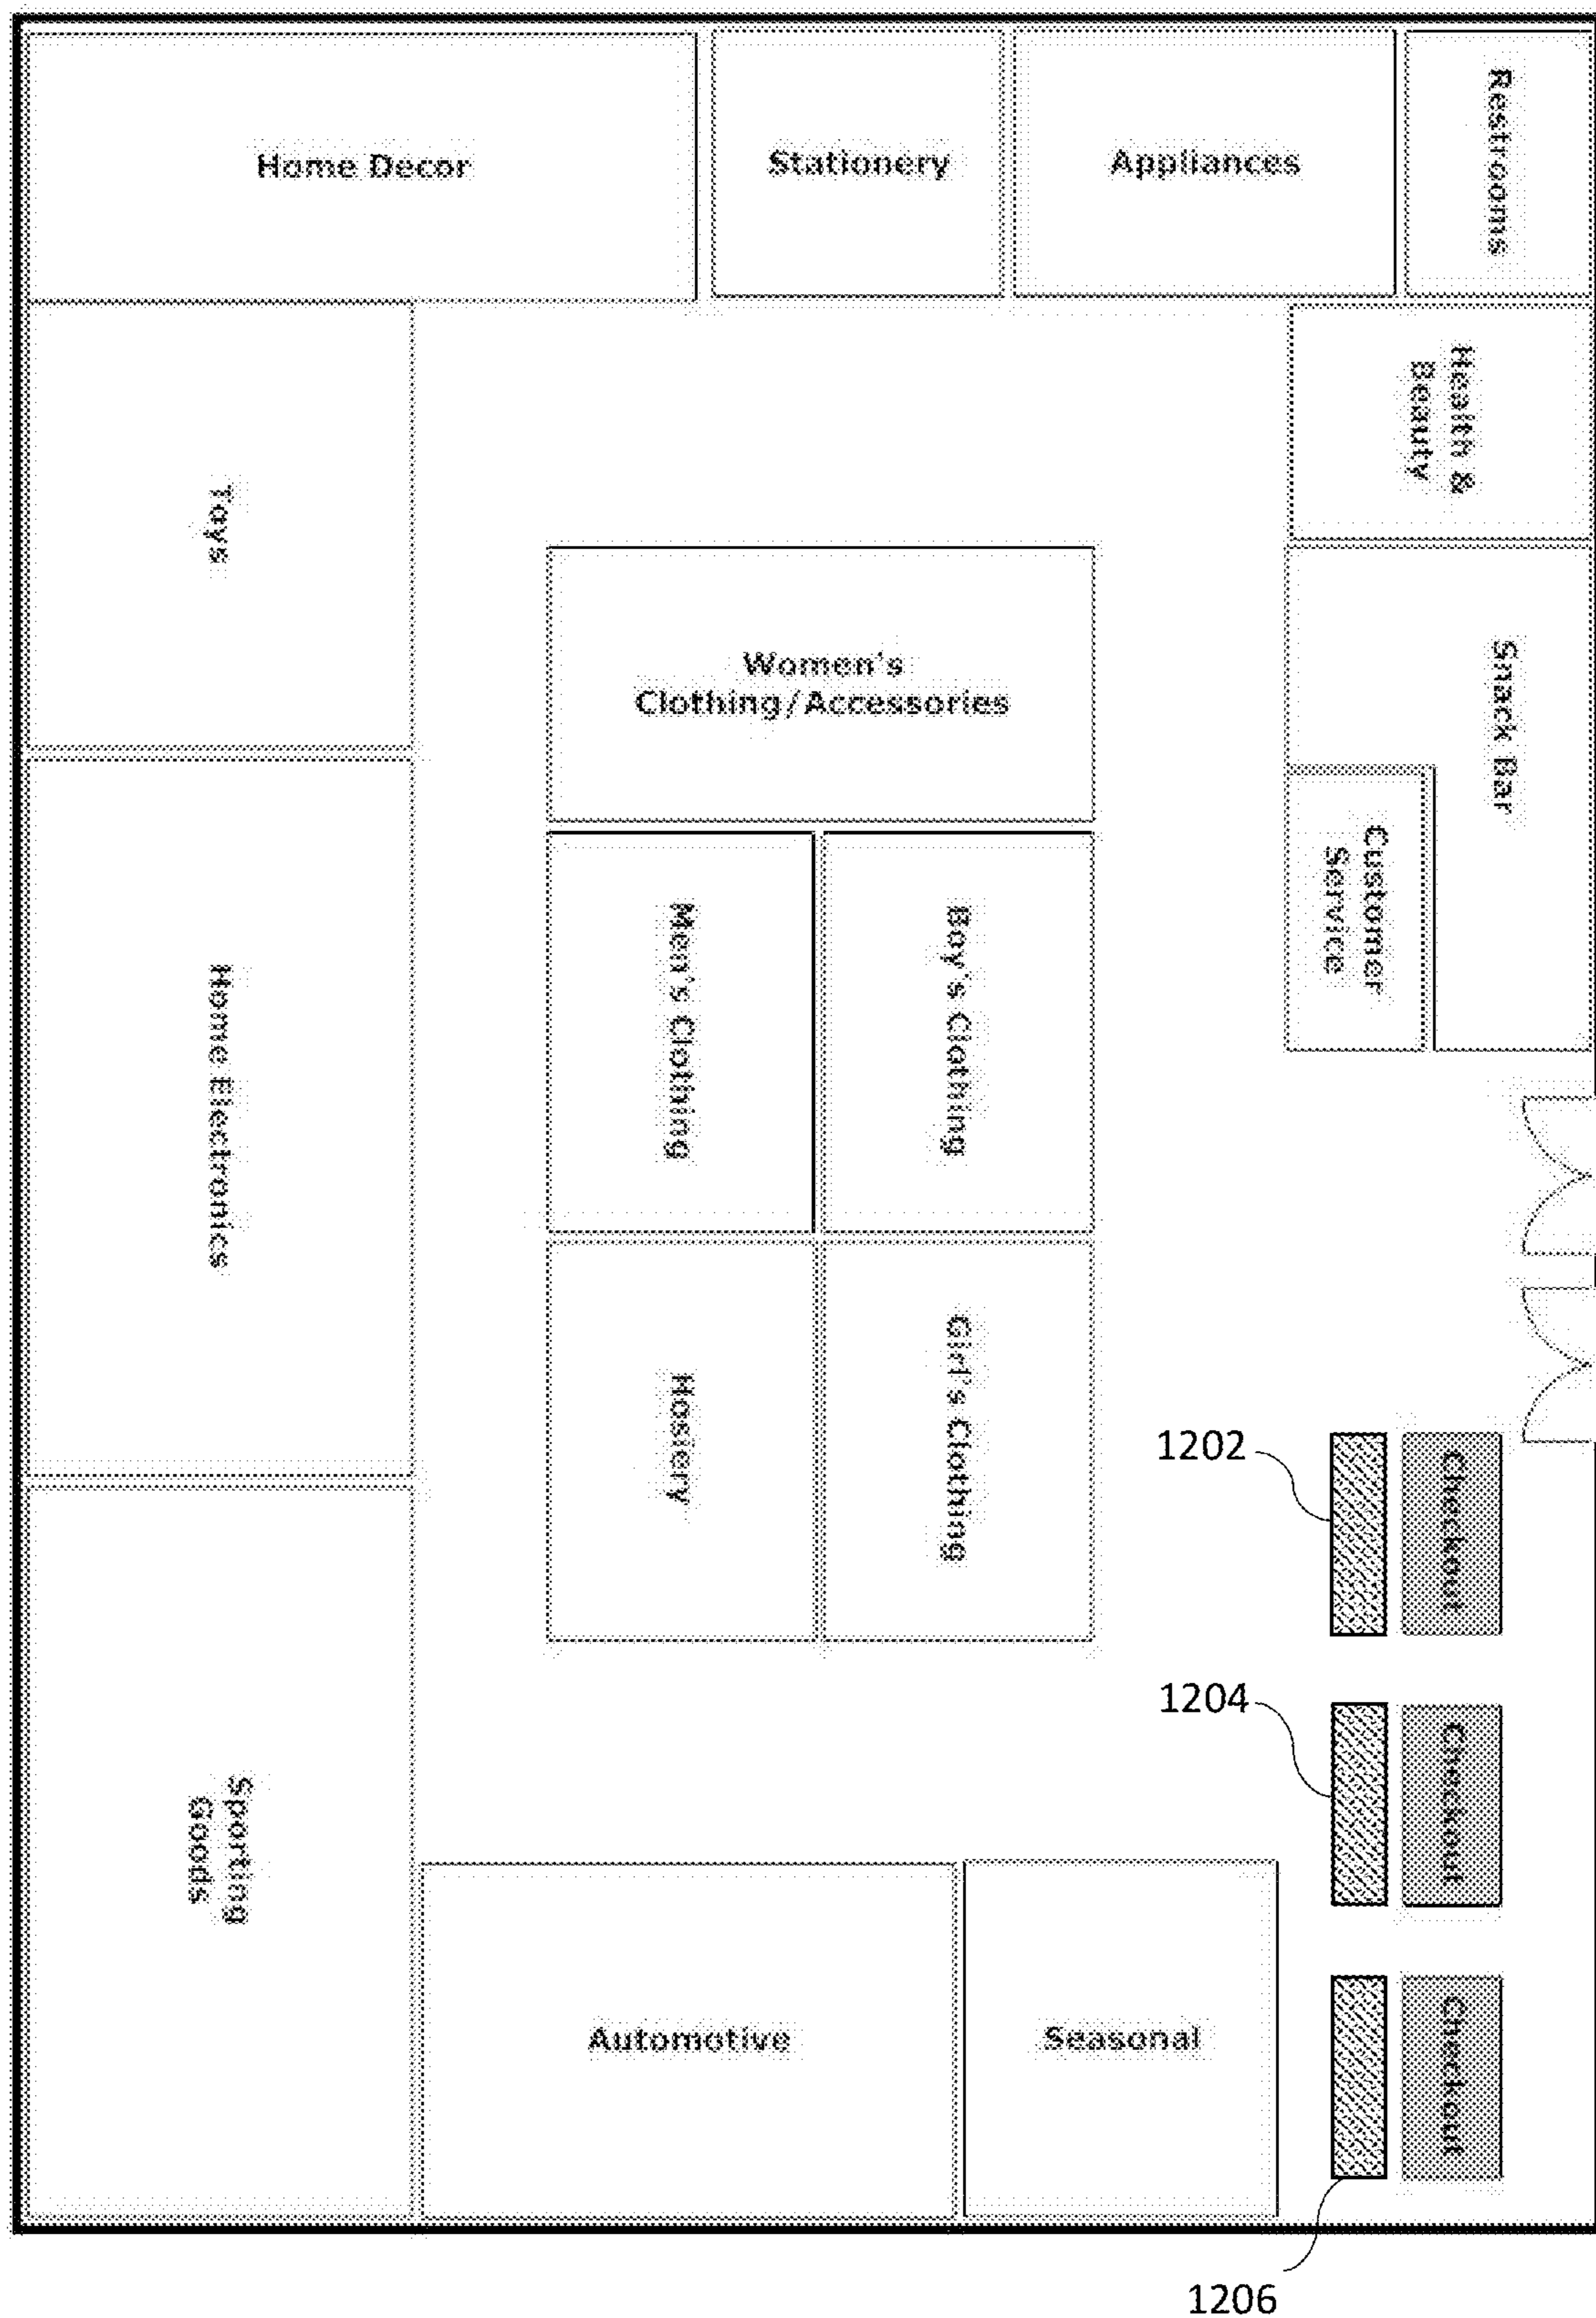 Home Decor
Stationery
Appliances
Restrooms
Health &
Beauty
Toys
Women's
Clothing/Accessories
Snack Bar
Customer
Service
Men's Clothing
Boy's Clothing
Home Electronics
Hosiery
Girl's Clothing
1202
Checkout
1204
Checkout
Sporting
Goods
Automotive
Seasonal
Checkout
1206